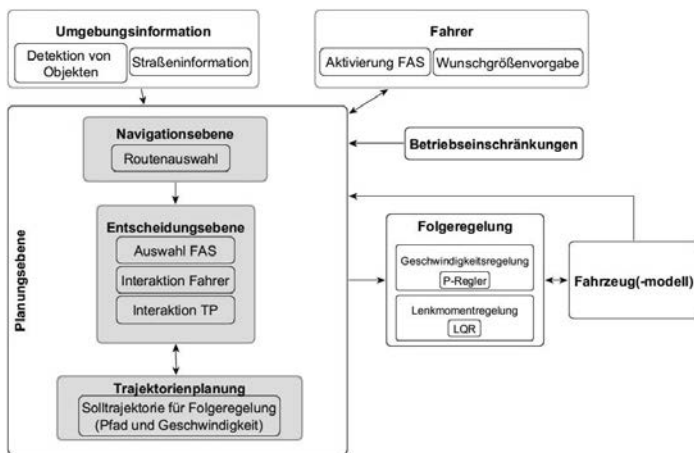 Umgebungsinformation
Detektion von
Objekten
Straßeninformation
Fahrer
Aktivierung FAS
Wunschgrößenvorgabe
Planungsebene
Navigationsebene
Routenauswahl
Betriebseinschränkungen
Entscheidungsebene
Auswahl FAS
Interaktion Fahrer
Interaktion TP
Trajektorienplanung
Solltrajektorie für Folgeregelung
(Pfad und Geschwindigkeit)
Folgeregelung
Geschwindigkeitsregelung
P-Regler
Lenkmomentregelung
LQR
Fahrzeug(-modell)